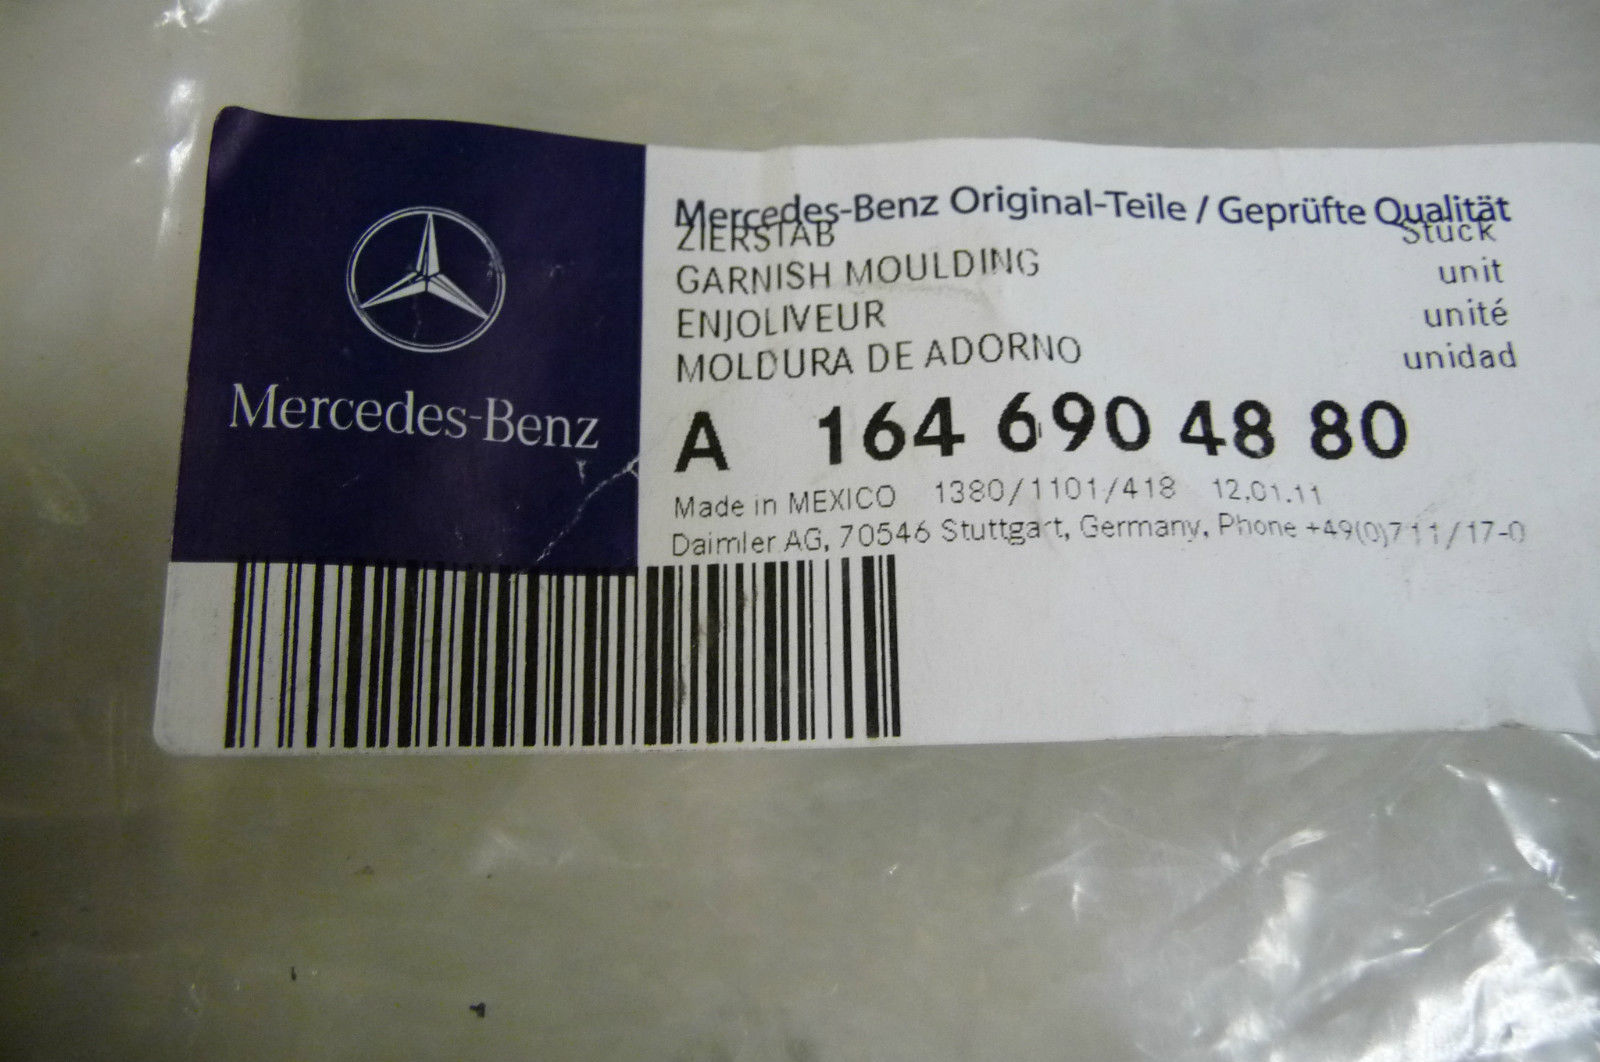 Mercedes-Benz
Mercedes-Benz Original-Teile / Geprüfte Qualität
ZIERSTAB Stück
GARNISH MOULDING unit
ENJOLIVEUR unité
MOLDURA DE ADORNO unidad
A 164 690 48 80
Made in MEXICO 1380/1101/418 12.01.11
Daimler AG, 70546 Stuttgart, Germany, Phone +49(0)711/17-0